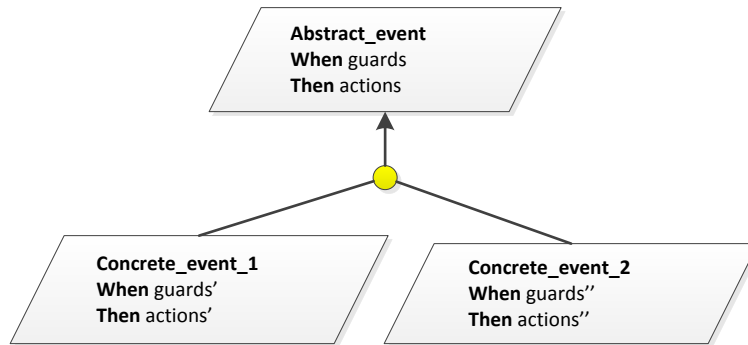 Abstract_event
When guards
Then actions
Concrete_event_1
When guards’
Then actions’
Concrete_event_2
When guards’’
Then actions’’